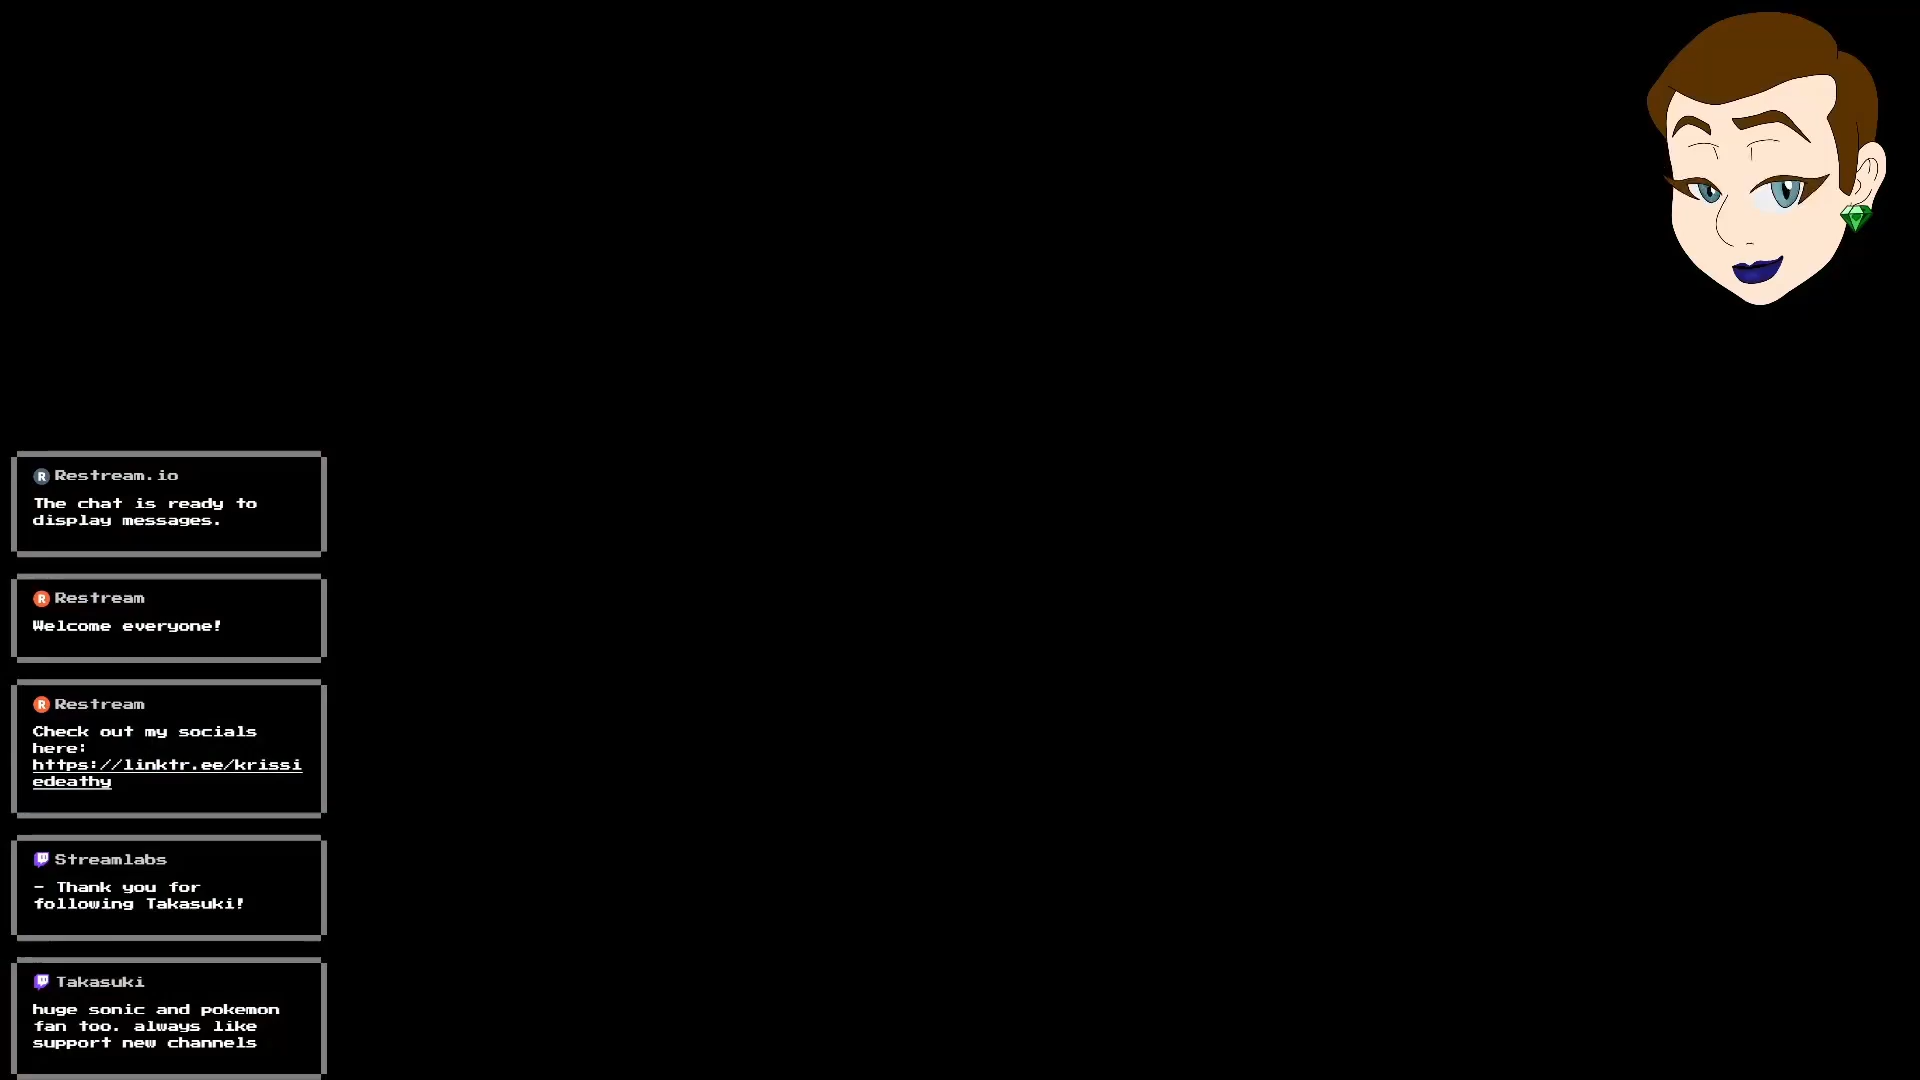 Restream.io
The chat is ready to
display messages.
Restream
Welcome everyone!
Restream
Check out my socials
here:
https://linktr.ee/krissi
edeathy
Streamlabs
- Thank you for
following Takasuki!
Takasuki
huge sonic and pokemon
fan too. always like
support new channels